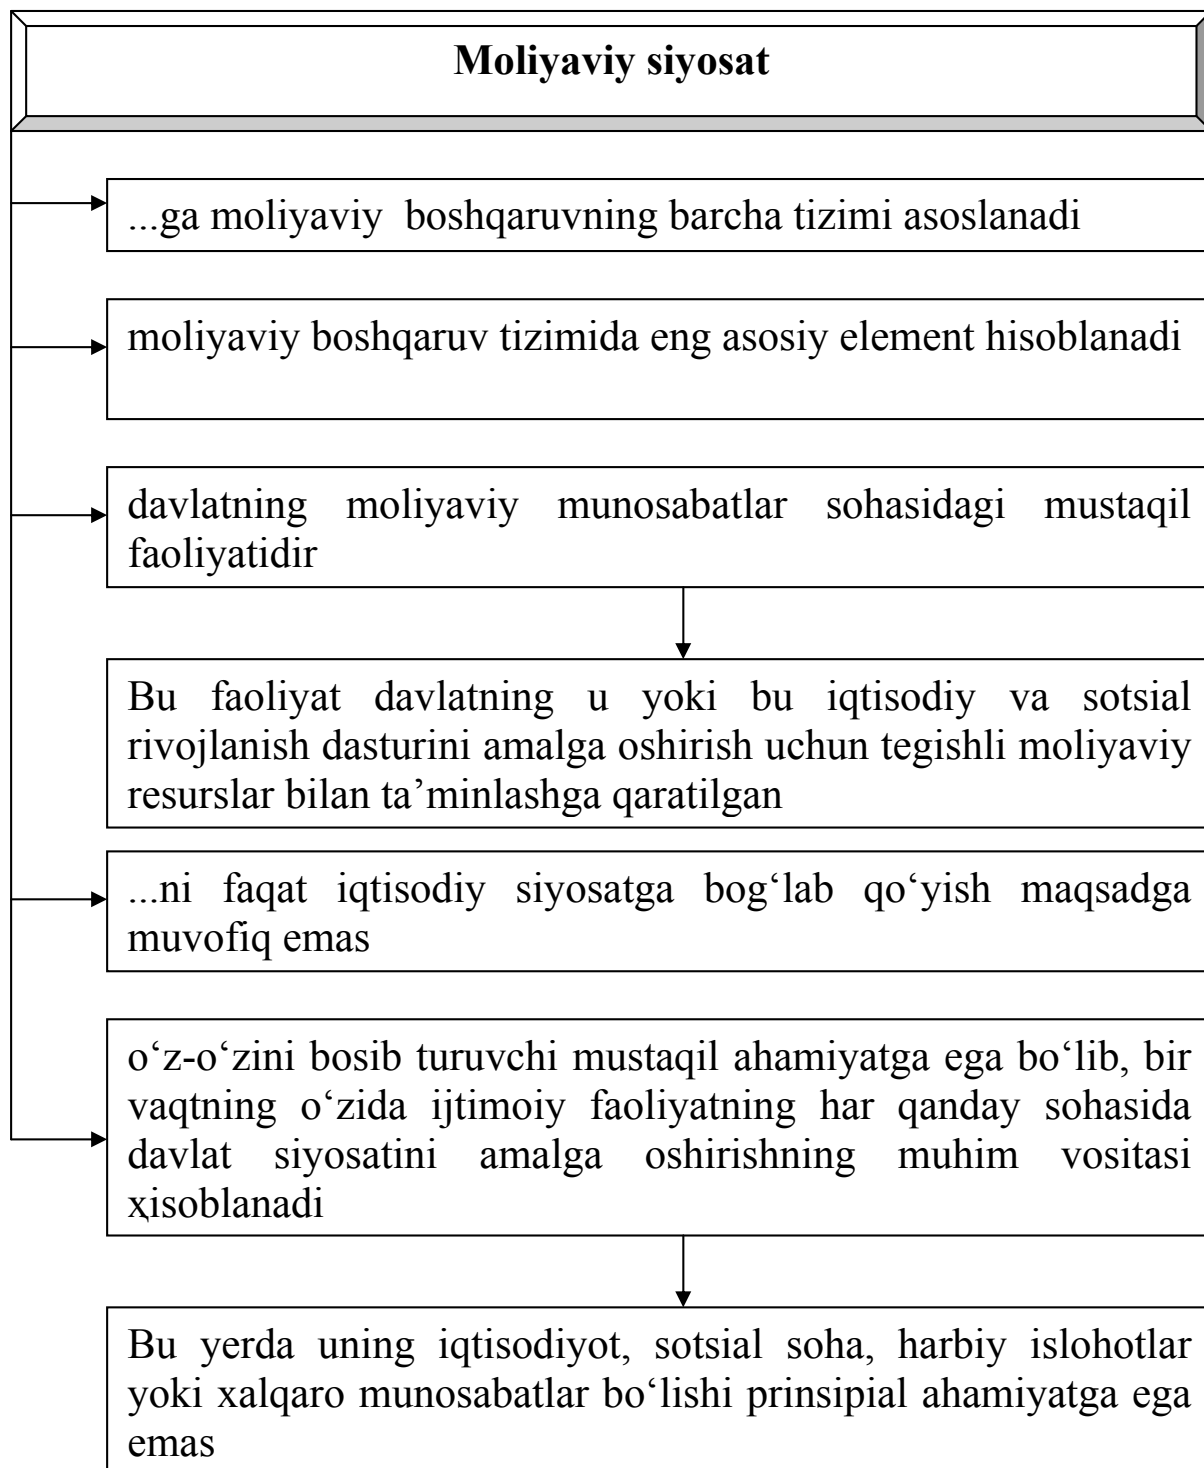 Moliyaviy siyosat
...ga moliyaviy boshqaruvning barcha tizimi asoslanadi
moliyaviy boshqaruv tizimida eng asosiy element hisoblanadi
davlatning moliyaviy munosabatlar sohasidagi mustaqil
faoliyatidir
Bu faoliyat davlatning u yoki bu iqtisodiy va sotsial
rivojlanish dasturini amalga oshirish uchun tegishli moliyaviy
resurslar bilan ta’minlashga qaratilgan
...ni faqat iqtisodiy siyosatga bog‘lab qo‘yish maqsadga
muvofiq emas
o‘z-o‘zini bosib turuvchi mustaqil ahamiyatga ega bo‘lib, bir
vaqtning o‘zida ijtimoiy faoliyatning har qanday sohasida
davlat siyosatini amalga oshirishning muhim vositasi
ҳisoblanadi
Bu yerda uning iqtisodiyot, sotsial soha, harbiy islohotlar
yoki xalqaro munosabatlar bo‘lishi prinsipial ahamiyatga ega
emas